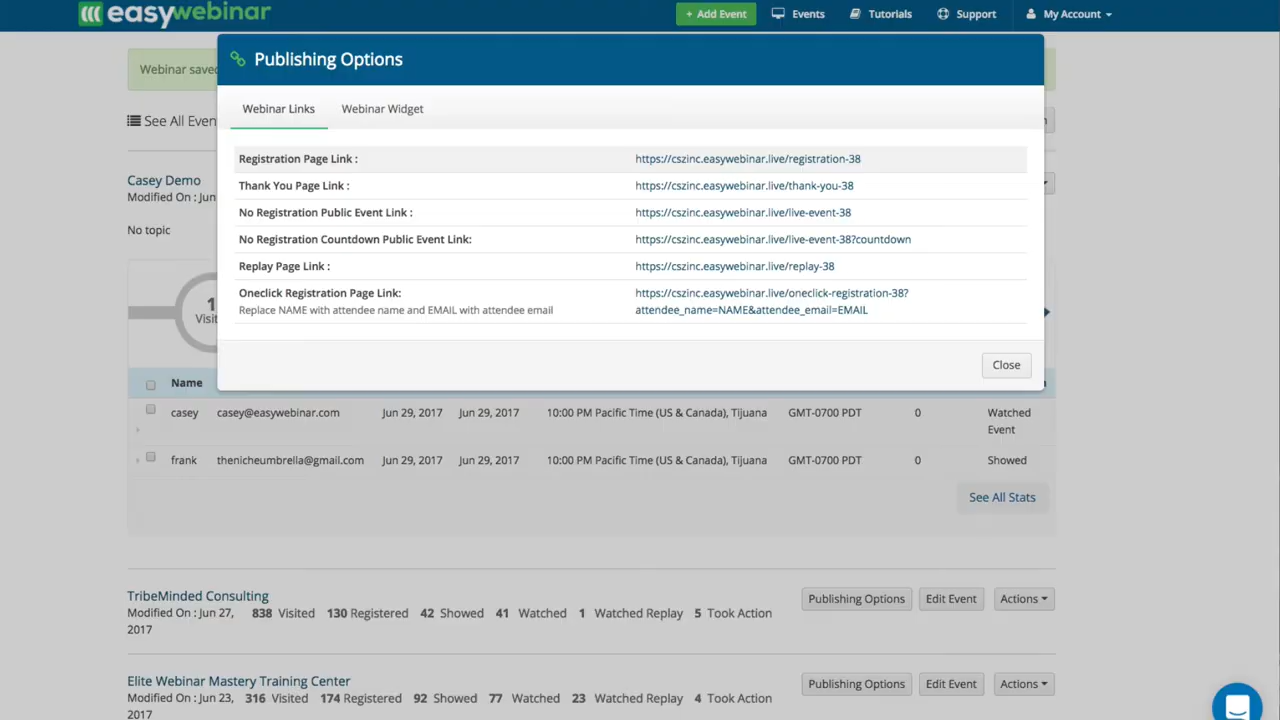 easywebinar
+ Add Event
Events
Tutorials
Support
My Account
Publishing Options
Webinar saved
Webinar Links
Webinar Widget
See All Even
Registration Page Link : https://cszinc.easywebinar.live/registration-38
Thank You Page Link : https://cszinc.easywebinar.live/thank-you-38
No Registration Public Event Link : https://cszinc.easywebinar.live/live-event-38
No Registration Countdown Public Event Link: https://cszinc.easywebinar.live/live-event-38?countdown
Replay Page Link : https://cszinc.easywebinar.live/replay-38
Oneclick Registration Page Link: https://cszinc.easywebinar.live/oneclick-registration-38?
Replace NAME with attendee name and EMAIL with attendee email attendee_name=NAME&attendee_email=EMAIL
Close
Casey Demo
Modified On : Jun
No topic
1
Visit
Name
casey casey@easywebinar.com Jun 29, 2017 Jun 29, 2017 10:00 PM Pacific Time (US & Canada), Tijuana GMT-0700 PDT 0 Watched
Event
frank thenicheumbrella@gmail.com Jun 29, 2017 Jun 29, 2017 10:00 PM Pacific Time (US & Canada), Tijuana GMT-0700 PDT 0 Showed
See All Stats
TribeMinded Consulting
Modified On : Jun 27, 838 Visited 130 Registered 42 Showed 41 Watched 1 Watched Replay 5 Took Action
2017
Publishing Options
Edit Event
Actions
Elite Webinar Mastery Training Center
Modified On : Jun 23, 316 Visited 174 Registered 92 Showed 77 Watched 23 Watched Replay 4 Took Action
2017
Publishing Options
Edit Event
Actions